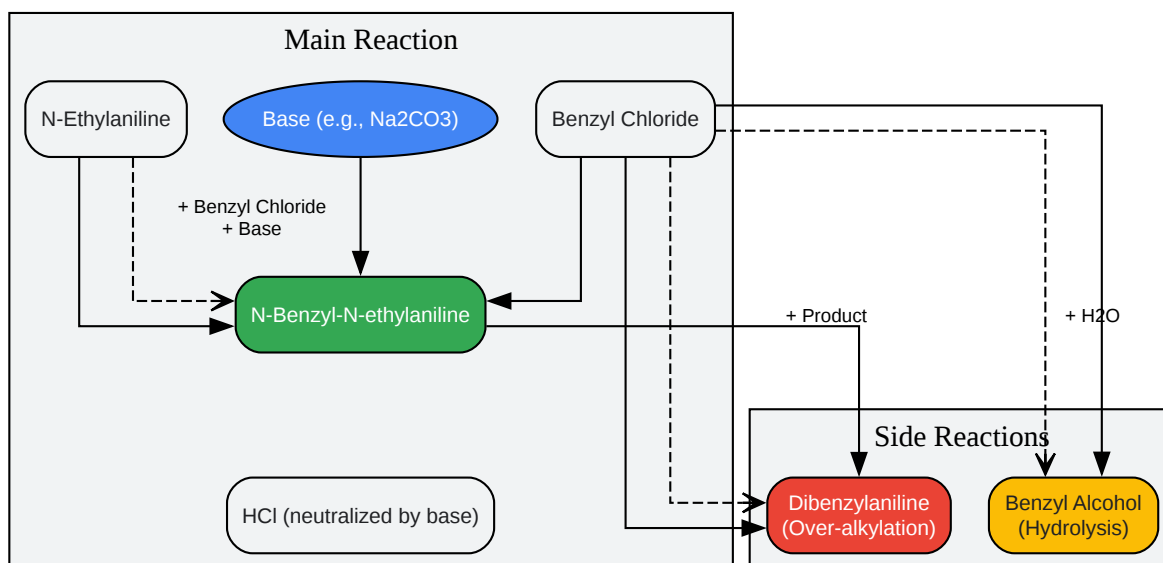 Main Reaction
N-Ethylaniline
Base (e.g., Na2CO3)
Benzyl Chloride
+ Benzyl Chloride
+ Base
N-Benzyl-N-ethylaniline
+ Product
+ H2O
Side Reactions
HCl (neutralized by base)
Dibenzylaniline
(Over-alkylation)
Benzyl Alcohol
(Hydrolysis)